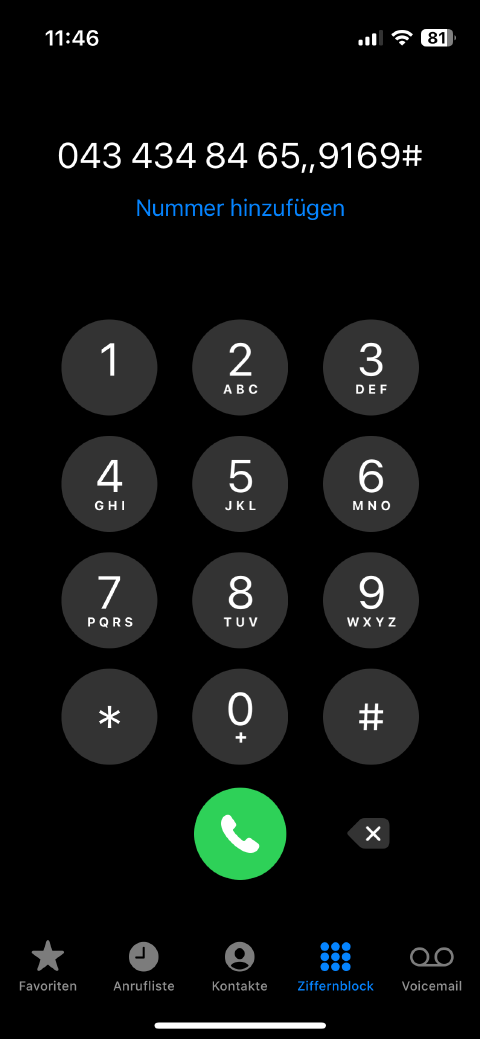 11:46
81
043 434 84 65,,9169#
Nummer hinzufügen
1 2 3
ABC DEF
4 5 6
GHI JKL MNO
7 8 9
PQRS TUV WXYZ
* 0 #
+
Favoriten Anrufliste Kontakte Ziffernblock Voicemail